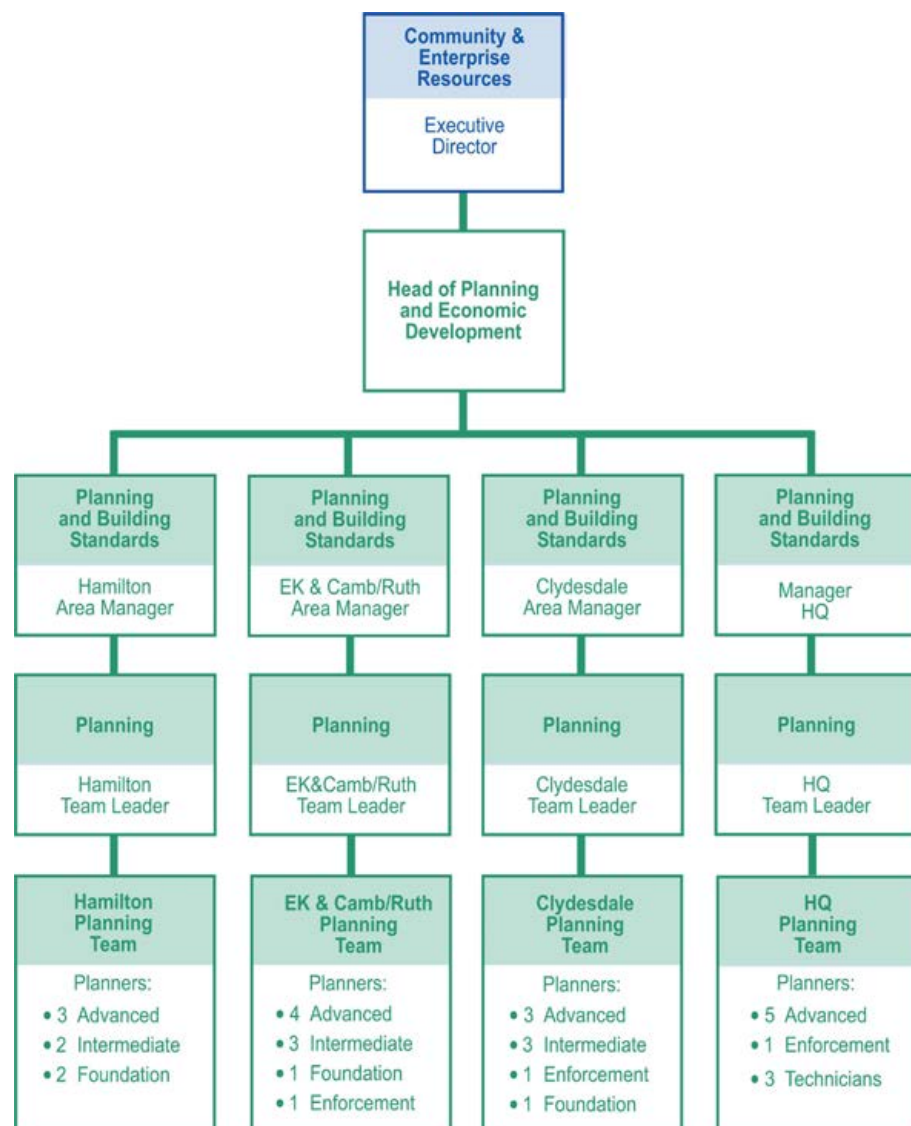 Community &
Enterprise
Resources
Executive
Director
Head of Planning
and Economic
Development
Planning
and Building
Standards
Hamilton
Area Manager
Planning
and Building
Standards
EK & Camb/Ruth
Area Manager
Planning
and Building
Standards
Clydesdale
Area Manager
Planning
and Building
Standards
Manager
HQ
Planning
Hamilton
Team Leader
Planning
EK&Camb/Ruth
Team Leader
Planning
Clydesdale
Team Leader
Planning
HQ
Team Leader
Hamilton
Planning
Team
Planners:
• 3 Advanced
• 2 Intermediate
• 2 Foundation
EK & Camb/Ruth
Planning
Team
Planners:
• 4 Advanced
• 3 Intermediate
• 1 Foundation
• 1 Enforcement
Clydesdale
Planning
Team
Planners:
• 3 Advanced
• 3 Intermediate
• 1 Enforcement
• 1 Foundation
HQ
Planning
Team
Planners:
• 5 Advanced
• 1 Enforcement
• 3 Technicians